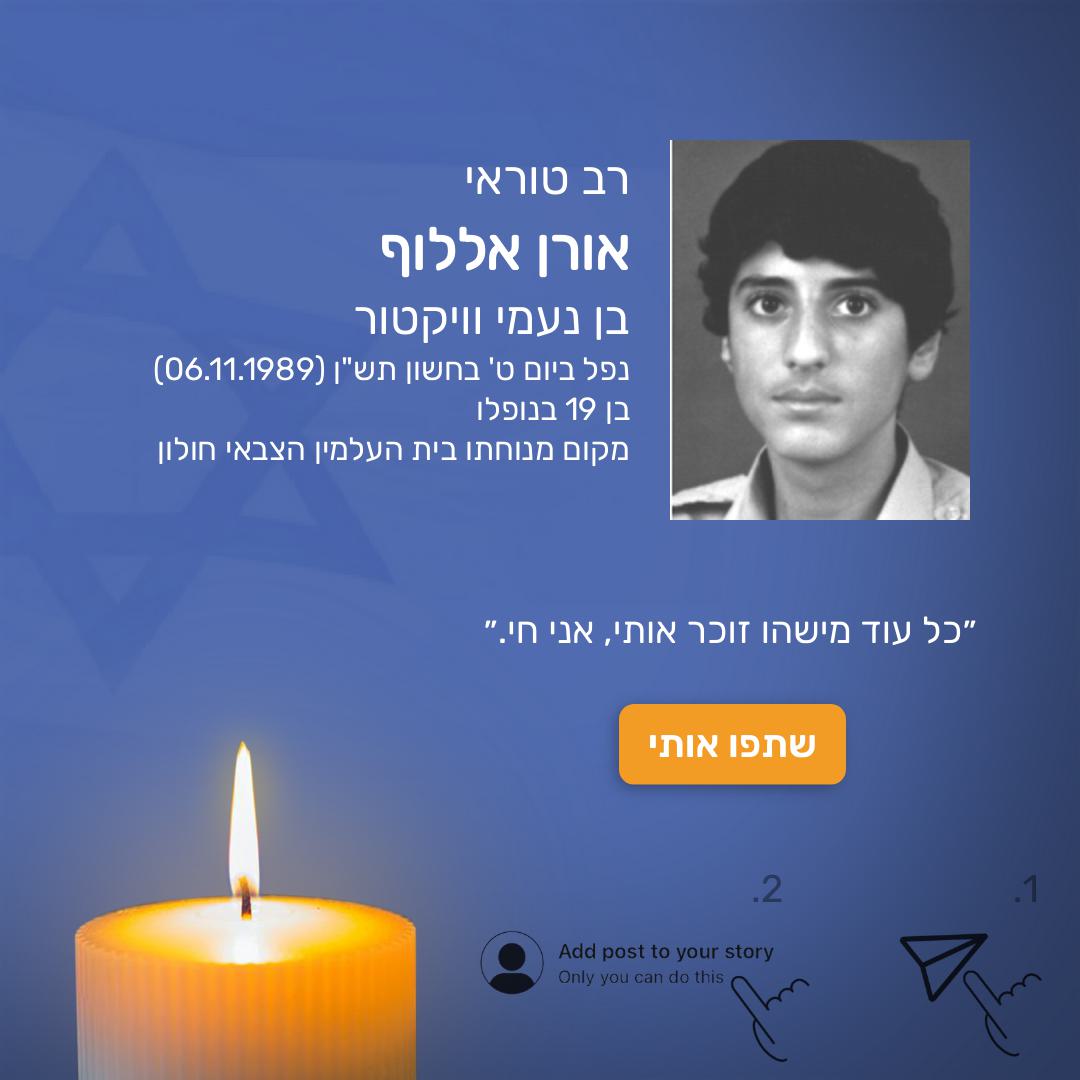 רב טוראי
אורן אללוף
בן נעמי וויקטור
נפל ביום ט' בחשוון תש"ן (06.11.1989)
בן 19 בנופלו
מקום מנוחתו בית העלמין הצבאי חולון
"כל עוד מישהו זוכר אותי, אני חי."
שתפו אותי
1.
2.
Add post to your story
Only you can do this